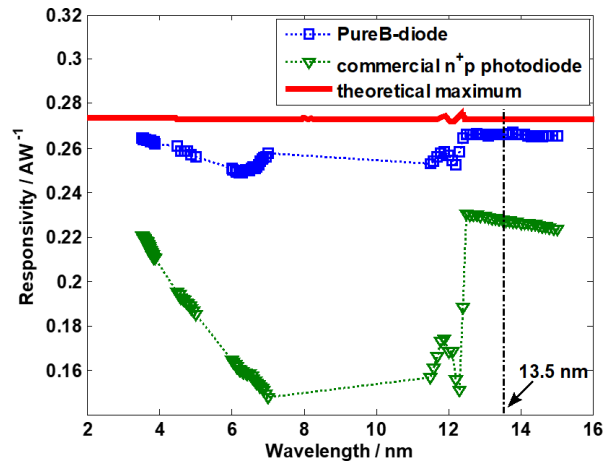 0.32
0.3
0.28
0.26
0.24
0.22
0.2
0.18
0.16
Responsivity / AW⁻¹
PureB-diode
commercial n⁺p photodiode
theoretical maximum
13.5 nm
2 4 6 8 10 12 14 16
Wavelength / nm